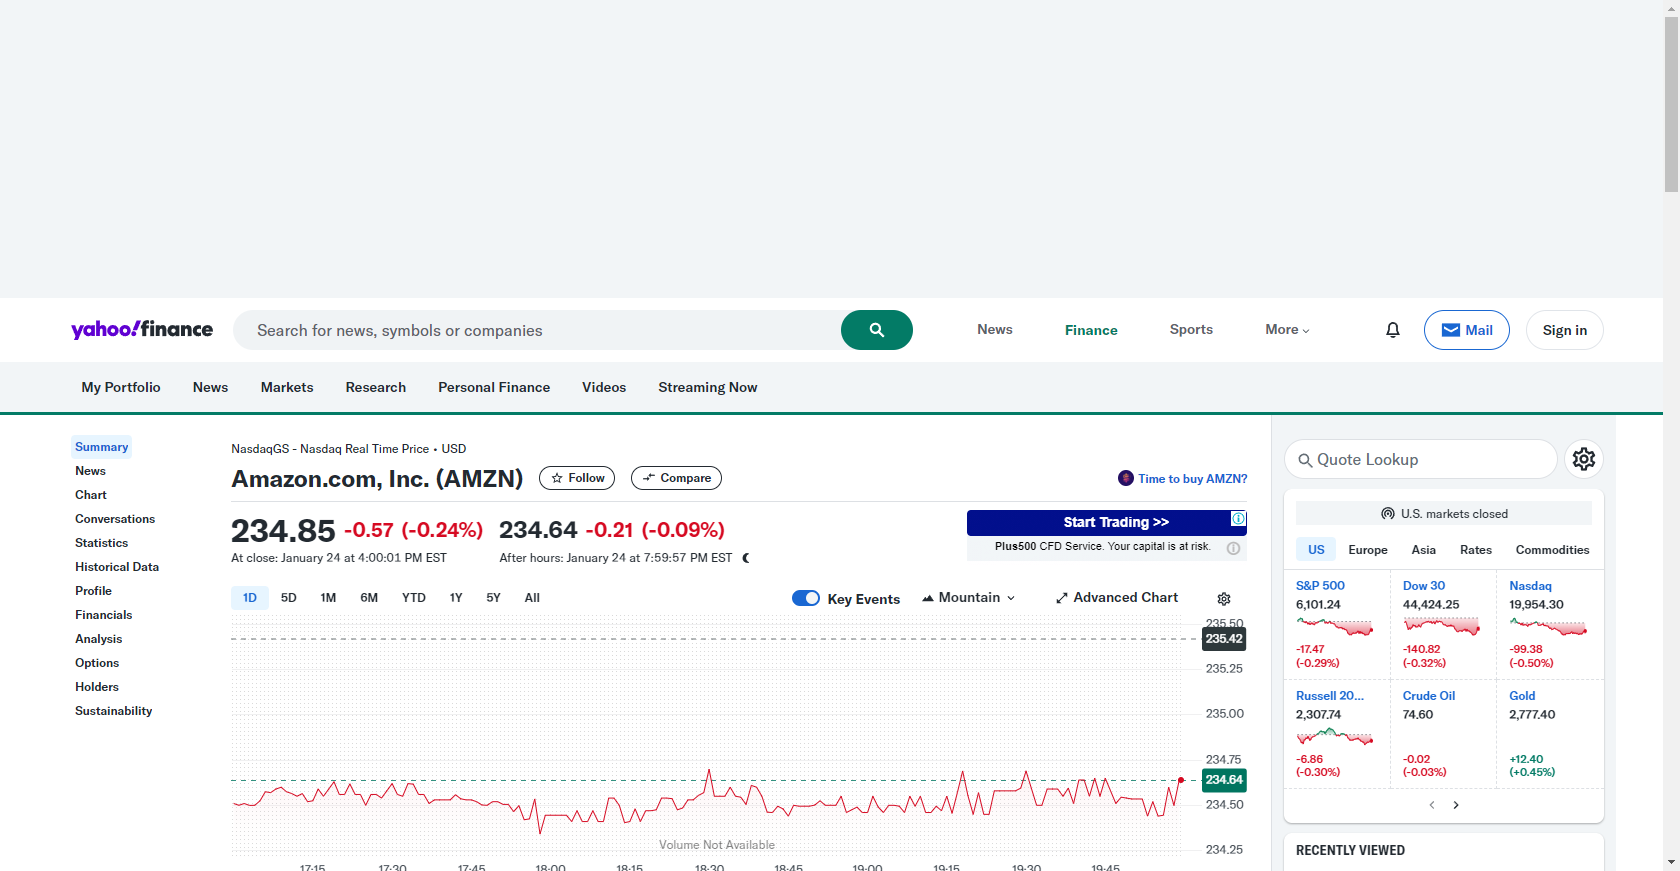 yahoo!finance
Search for news, symbols or companies
News
Finance
Sports
More
Mail
Sign in
My Portfolio
News
Markets
Research
Personal Finance
Videos
Streaming Now
Summary
News
Chart
Conversations
Statistics
Historical Data
Profile
Financials
Analysis
Options
Holders
Sustainability
NasdaqGS - Nasdaq Real Time Price • USD
Amazon.com, Inc. (AMZN)
Follow
Compare
Time to buy AMZN?
234.85 -0.57 (-0.24%)
At close: January 24 at 4:00:01 PM EST
234.64 -0.21 (-0.09%)
After hours: January 24 at 7:59:57 PM EST
Start Trading >>
Plus500 CFD Service. Your capital is at risk.
1D
5D
1M
6M
YTD
1Y
5Y
All
Key Events
Mountain
Advanced Chart
235.50
235.42
235.25
235.00
234.75
234.64
234.50
234.25
Volume Not Available
17:15
17:30
17:45
18:00
18:15
18:30
18:45
19:00
19:15
19:30
19:45
Quote Lookup
U.S. markets closed
US
Europe
Asia
Rates
Commodities
S&P 500
6,101.24
-17.47
(-0.29%)
Dow 30
44,424.25
-140.82
(-0.32%)
Nasdaq
19,954.30
-99.38
(-0.50%)
Russell 20...
2,307.74
-6.86
(-0.30%)
Crude Oil
74.60
-0.02
(-0.03%)
Gold
2,777.40
+12.40
(+0.45%)
RECENTLY VIEWED